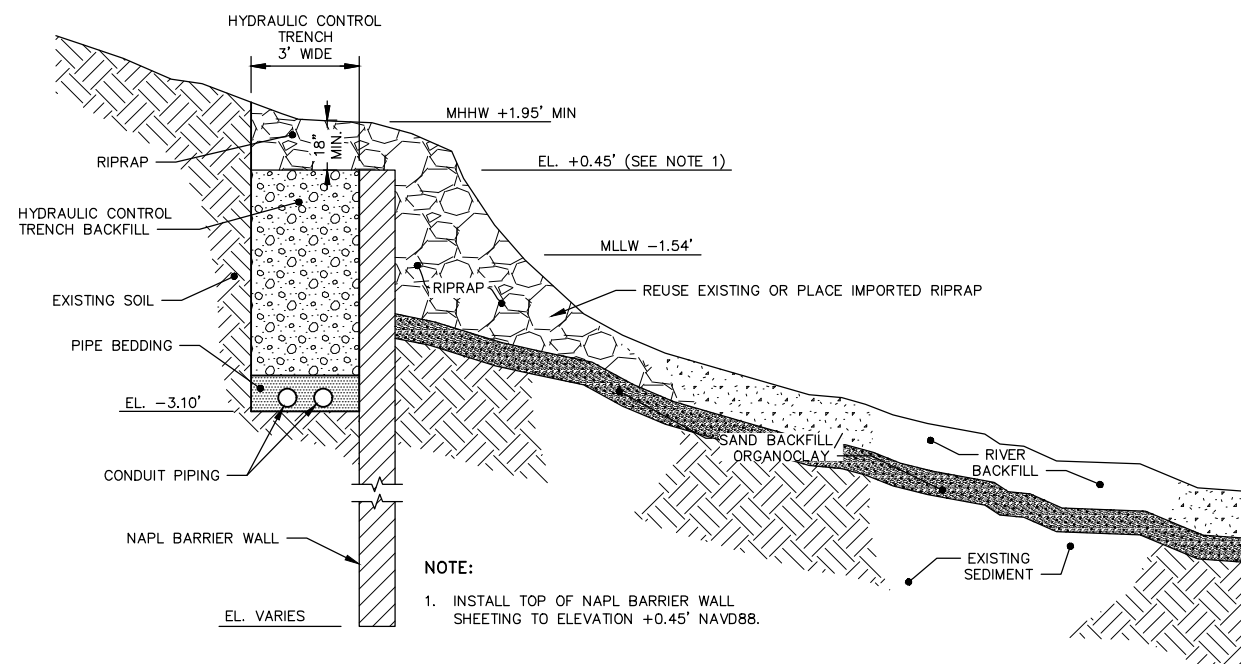 HYDRAULIC CONTROL
TRENCH
3' WIDE
MHHW +1.95' MIN
18"
MIN.
RIPRAP
EL. +0.45' (SEE NOTE 1)
HYDRAULIC CONTROL
TRENCH BACKFILL
MLLW -1.54'
EXISTING SOIL
RIPRAP
REUSE EXISTING OR PLACE IMPORTED RIPRAP
PIPE BEDDING
EL. -3.10'
SAND BACKFILL/
ORGANOCLAY
RIVER
BACKFILL
CONDUIT PIPING
NAPL BARRIER WALL
EXISTING
SEDIMENT
EL. VARIES
NOTE:
1. INSTALL TOP OF NAPL BARRIER WALL
SHEETING TO ELEVATION +0.45' NAVD88.